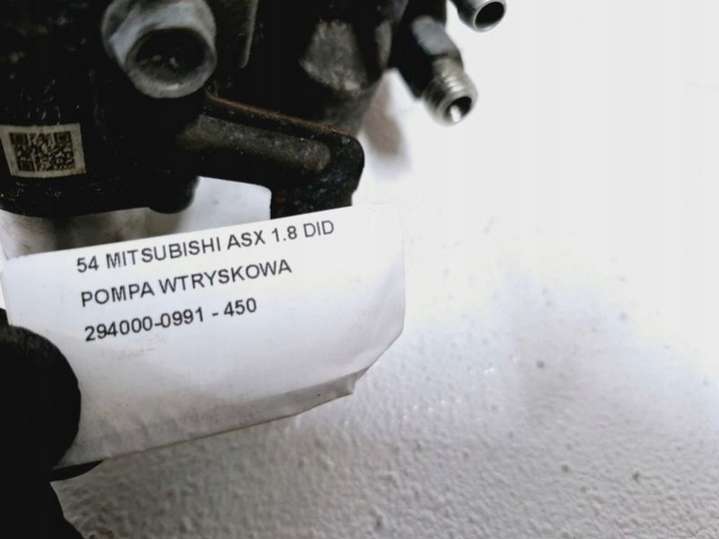 54 MITSUBISHI ASX 1.8 DID
POMPA WTRYSKOWA
294000-0991 - 450